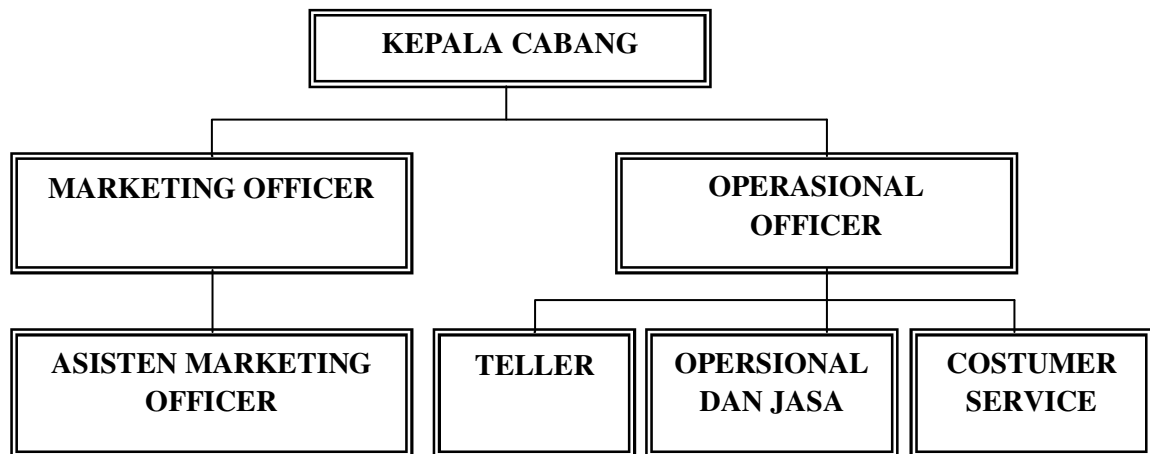 KEPALA CABANG
MARKETING OFFICER
OPERASIONAL
OFFICER
ASISTEN MARKETING
OFFICER
TELLER
OPERSIONAL
DAN JASA
COSTUMER
SERVICE